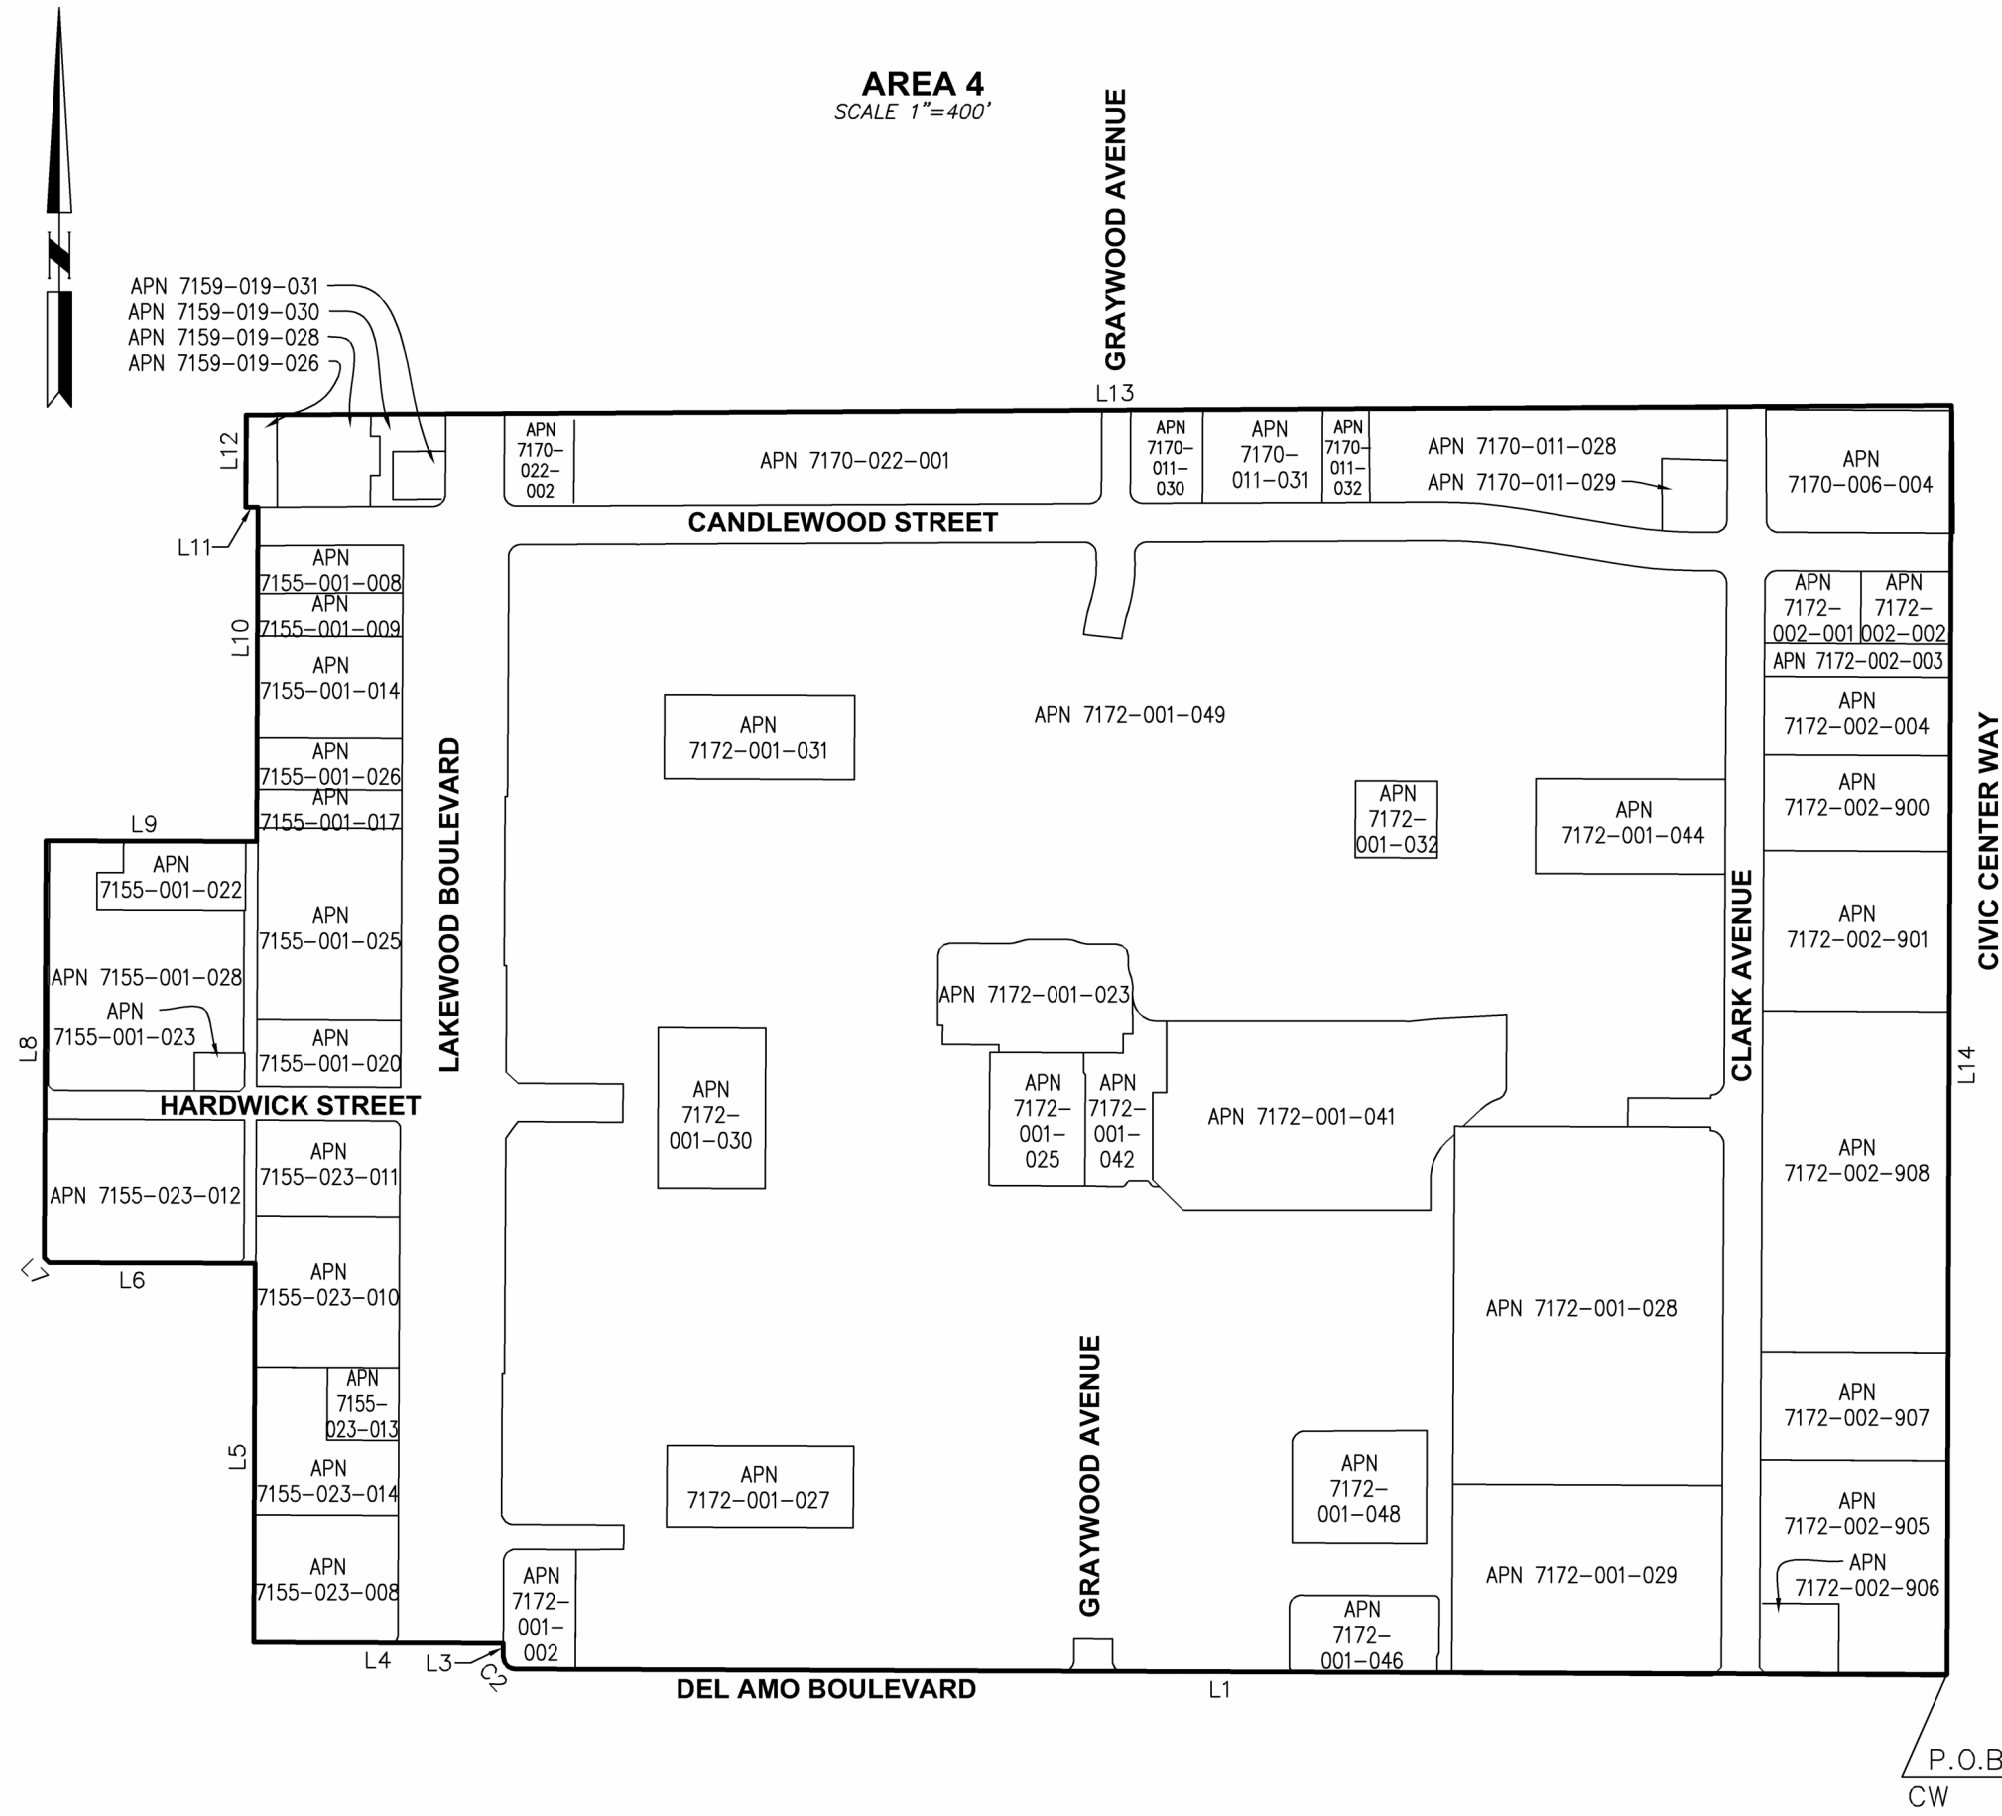 AREA 4
SCALE 1"=400'
GRAYWOOD AVENUE
N
APN 7159-019-031
APN 7159-019-030
APN 7159-019-028
APN 7159-019-026
L13
L12
APN
7170-
022-
002
APN 7170-022-001
APN
7170-
011-
030
APN
7170-
011-031
APN
7170-
011-
032
APN 7170-011-028
APN 7170-011-029
APN
7170-006-004
CANDLEWOOD STREET
L11
L10
APN
7155-001-008
APN
7155-001-009
APN
7155-001-014
APN
7155-001-026
APN
7155-001-017
LAKEWOOD BOULEVARD
APN
7172-
002-001
APN
7172-
002-002
APN 7172-002-003
APN
7172-002-004
APN
7172-002-900
APN
7172-002-901
CIVIC CENTER WAY
APN
7172-001-031
APN 7172-001-049
APN
7172-
001-032
APN
7172-001-044
CLARK AVENUE
L9
APN
7155-001-022
APN
7155-001-025
APN 7155-001-028
APN
7155-001-023
APN
7155-001-020
L8
HARDWICK STREET
APN 7172-001-023
APN
7172-
001-030
APN
7172-
001-
025
APN
7172-
001-
042
APN 7172-001-041
L14
APN
7172-002-908
APN
7155-023-011
APN 7155-023-012
L7
L6
APN
7155-023-010
APN 7172-001-028
APN
7155-
023-013
GRAYWOOD AVENUE
APN
7172-002-907
L5
APN
7155-023-014
APN
7172-001-027
APN
7172-
001-048
APN
7172-002-905
APN
7172-002-906
APN
7155-023-008
APN
7172-
001-
002
APN 7172-001-029
APN
7172-
001-046
L4
L3
C2
DEL AMO BOULEVARD
L1
P.O.B
CW